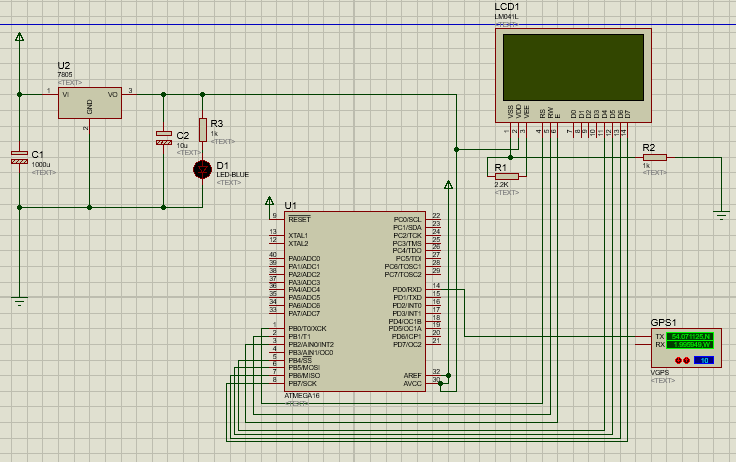 LCD1
LM041L
<TEXT>
VSS
VDD
VEE
RS
RW
E
D0
D1
D2
D3
D4
D5
D6
D7
1
2
3
4
5
6
7
8
9
10
11
12
13
14
U2
7805
<TEXT>
1
VI
VO
3
GND
2
C1
1000u
<TEXT>
C2
10u
<TEXT>
R3
1k
<TEXT>
D1
LED-BLUE
<TEXT>
R1
2.2K
<TEXT>
R2
1k
<TEXT>
U1
9 RESET PC0/SCL 22
PC1/SDA 23
13 XTAL1 PC2/TCK 24
12 XTAL2 PC3/TMS 25
PC4/TDO 26
40 PA0/ADC0 PC5/TDI 27
39 PA1/ADC1 PC6/TOSC1 28
38 PA2/ADC2 PC7/TOSC2 29
37 PA3/ADC3
36 PA4/ADC4 PD0/RXD 14
35 PA5/ADC5 PD1/TXD 15
34 PA6/ADC6 PD2/INT0 16
33 PA7/ADC7 PD3/INT1 17
PD4/OC1B 18
1 PB0/T0/XCK PD5/OC1A 19
2 PB1/T1 PD6/ICP1 20
3 PB2/AIN0/INT2 PD7/OC2 21
4 PB3/AIN1/OC0
5 PB4/SS
6 PB5/MOSI
7 PB6/MISO AREF 32
8 PB7/SCK AVCC 30
ATMEGA16
<TEXT>
GPS1
TX
RX
10
VGPS
<TEXT>